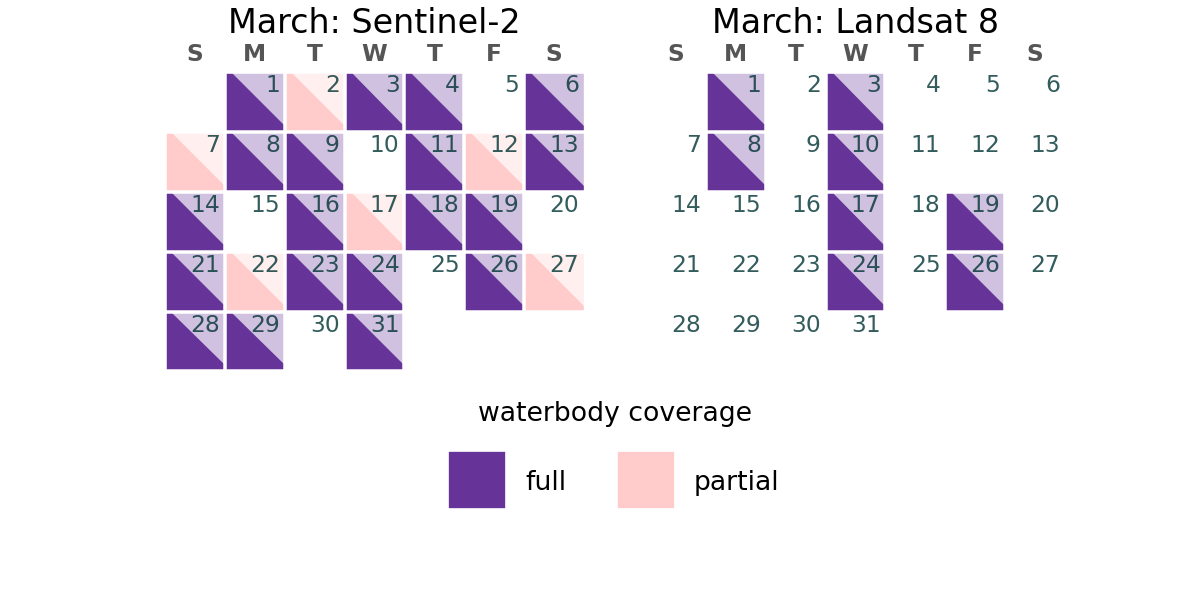 March: Sentinel-2
S M T W T F S
1 2 3 4 5 6
7 8 9 10 11 12 13
14 15 16 17 18 19 20
21 22 23 24 25 26 27
28 29 30 31
March: Landsat 8
S M T W T F S
1 2 3 4 5 6
7 8 9 10 11 12 13
14 15 16 17 18 19 20
21 22 23 24 25 26 27
28 29 30 31
waterbody coverage
full partial